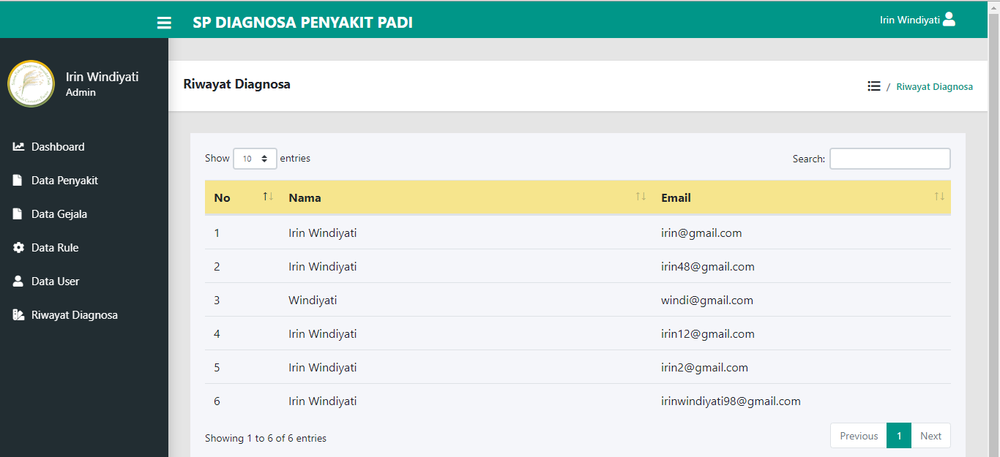 SP DIAGNOSA PENYAKIT PADI
Irin Windiyati
Irin Windiyati
Admin
Dashboard
Data Penyakit
Data Gejala
Data Rule
Data User
Riwayat Diagnosa
Riwayat Diagnosa
/ Riwayat Diagnosa
Show 10 entries
Search:
No Nama Email
1 Irin Windiyati irin@gmail.com
2 Irin Windiyati irin48@gmail.com
3 Windiyati windi@gmail.com
4 Irin Windiyati irin12@gmail.com
5 Irin Windiyati irin2@gmail.com
6 Irin Windiyati irinwindiyati98@gmail.com
Showing 1 to 6 of 6 entries
Previous 1 Next